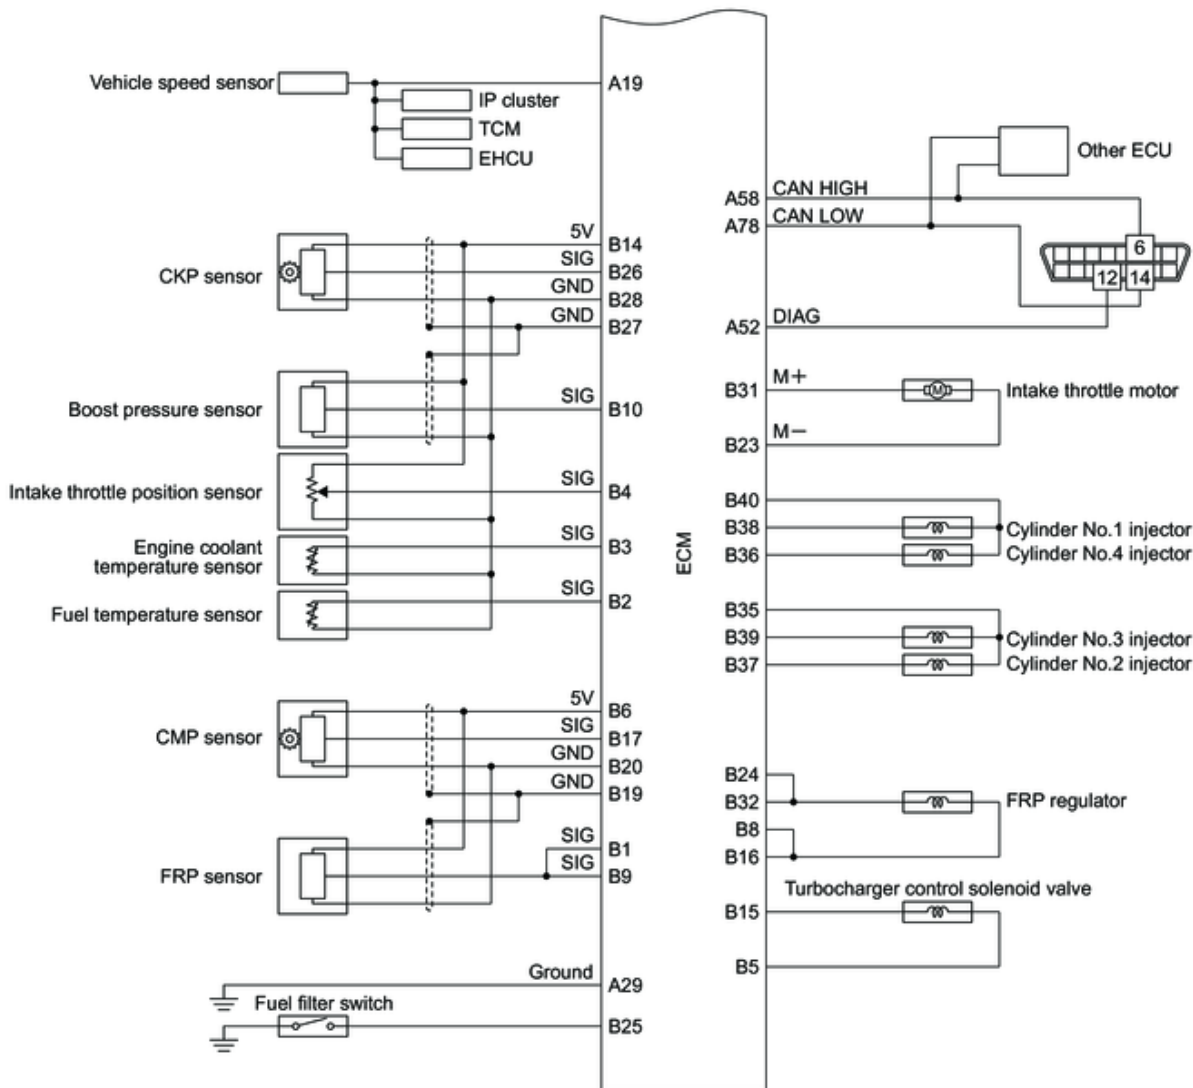 Vehicle speed sensor
A19
IP cluster
TCM
EHCU
Other ECU
A58 CAN HIGH
A78 CAN LOW
6
12 14
A52 DIAG
CKP sensor
5V B14
SIG B26
GND B28
GND B27
Boost pressure sensor
SIG B10
Intake throttle position sensor
SIG B4
Engine coolant
temperature sensor
SIG B3
Fuel temperature sensor
SIG B2
CMP sensor
5V B6
SIG B17
GND B20
GND B19
FRP sensor
SIG B1
SIG B9
Ground A29
Fuel filter switch
B25
ECM
B31 M+
M
Intake throttle motor
B23 M−
B40
B38 Cylinder No.1 injector
B36 Cylinder No.4 injector
B35
B39 Cylinder No.3 injector
B37 Cylinder No.2 injector
B24
B32 FRP regulator
B8
B16
Turbocharger control solenoid valve
B15
B5